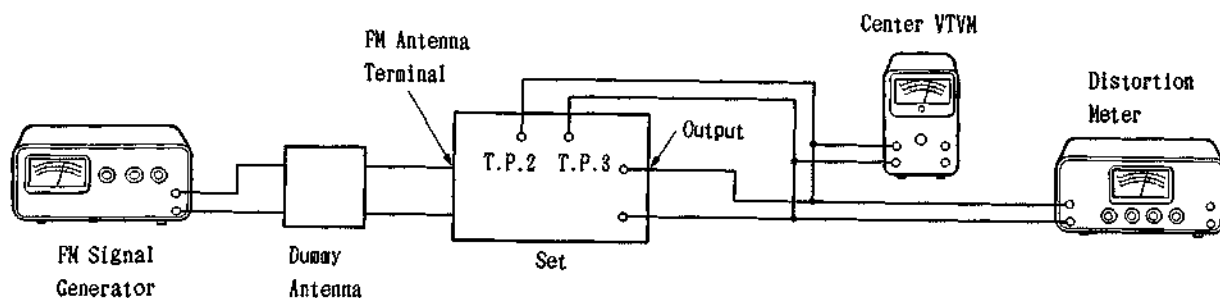 Center VTVM
FM Antenna
Terminal
Distortion
Meter
Output
T.P.2
T.P.3
FM Signal
Generator
Dummy
Antenna
Set